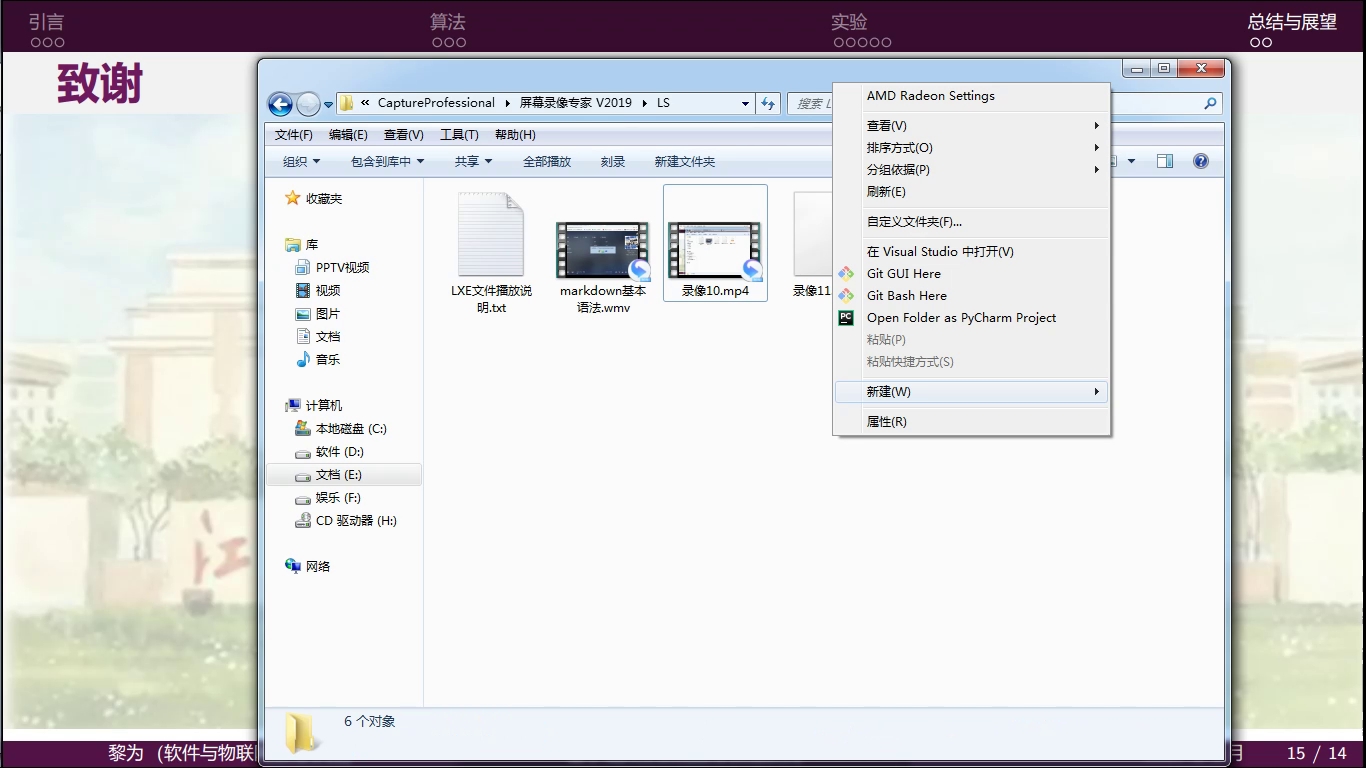 引言
算法
实验
总结与展望
致谢
« CaptureProfessional 屏幕录像专家 V2019 LS
搜索
文件(F) 编辑(E) 查看(V) 工具(T) 帮助(H)
组织 包含到库中 共享 全部播放 刻录 新建文件夹
收藏夹
库
PPTV视频
视频
图片
文档
音乐
计算机
本地磁盘 (C:)
软件 (D:)
文档 (E:)
娱乐 (F:)
CD 驱动器 (H:)
网络
LXE文件播放说
明.txt
markdown基本
语法.wmv
录像10.mp4
录像11
AMD Radeon Settings
查看(V)
排序方式(O)
分组依据(P)
刷新(E)
自定义文件夹(F)...
在 Visual Studio 中打开(V)
Git GUI Here
Git Bash Here
PC
Open Folder as PyCharm Project
粘贴(P)
粘贴快捷方式(S)
新建(W)
属性(R)
6 个对象
江
黎为 (软件与物联
月
15 / 14